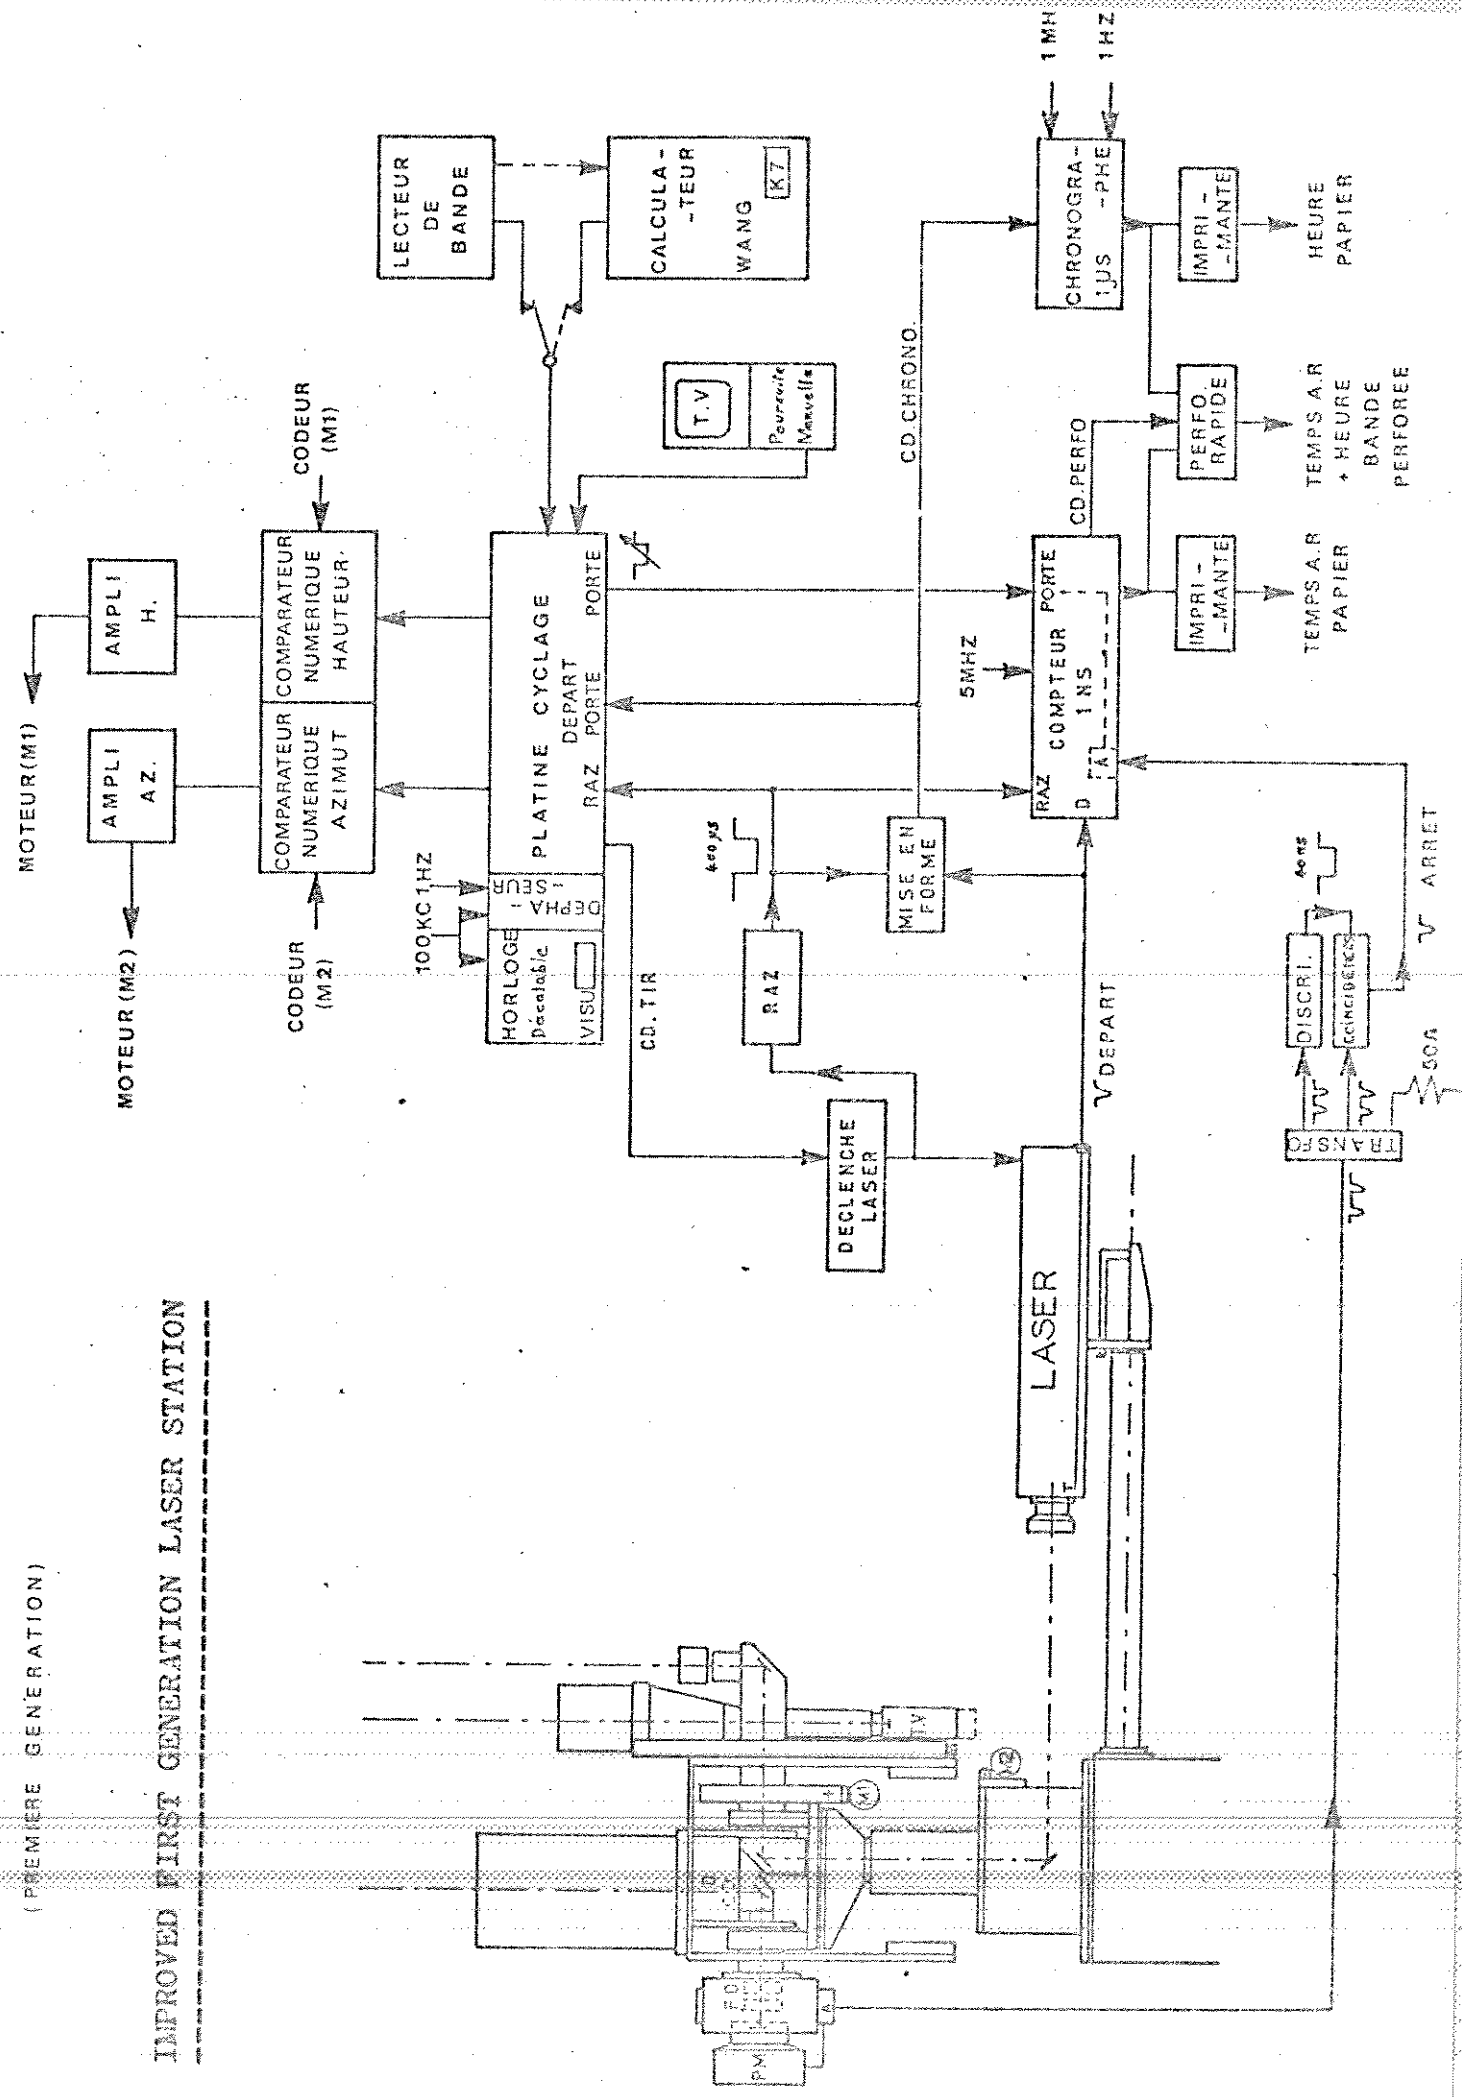 (PREMIERE GENERATION)
IMPROVED FIRST GENERATION LASER STATION
MOTEUR(M1)
MOTEUR(M2)
AMPLI
AZ.
AMPLI
H.
CODEUR
(M2)
COMPARATEUR
NUMERIQUE
AZIMUT
COMPARATEUR
NUMERIQUE
HAUTEUR.
CODEUR
(M1)
LECTEUR
DE
BANDE
CALCULA-
-TEUR
WANG
K7
100KC
1HZ
HORLOGE
Décalable
VISU
DEPHA-
-SEUR
PLATINE CYCLAGE
DEPART
RAZ
PORTE
PORTE
T.V
Poursuite
Manuelle
CD.TIR
RAZ
400µs
MISE EN
FORME
CD.CHRONO.
DECLENCHE
LASER
LASER
T
DEPART
5MHZ
RAZ
COMPTEUR
PORTE
D
1NS
A
CD.PERFO
CHRONOGRA-
1µS -PHE
1MH
1HZ
IMPRI-
-MANTE
PERFO.
RAPIDE
IMPRI-
-MANTE
TEMPS A.R
PAPIER
TEMPS A.R
+ HEURE
BANDE
PERFOREE
HEURE
PAPIER
TRANSFO
DISCRI.
COINCIDENCES
ARRET
50Ω
PM
T.V
M1
M2